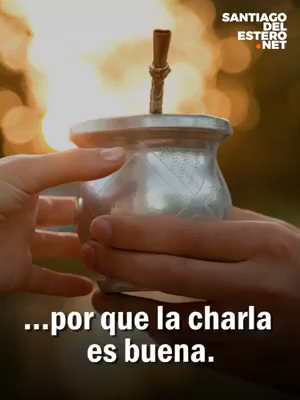 SANTIAGO
DEL
ESTERO
.NET
...por que la charla
es buena.